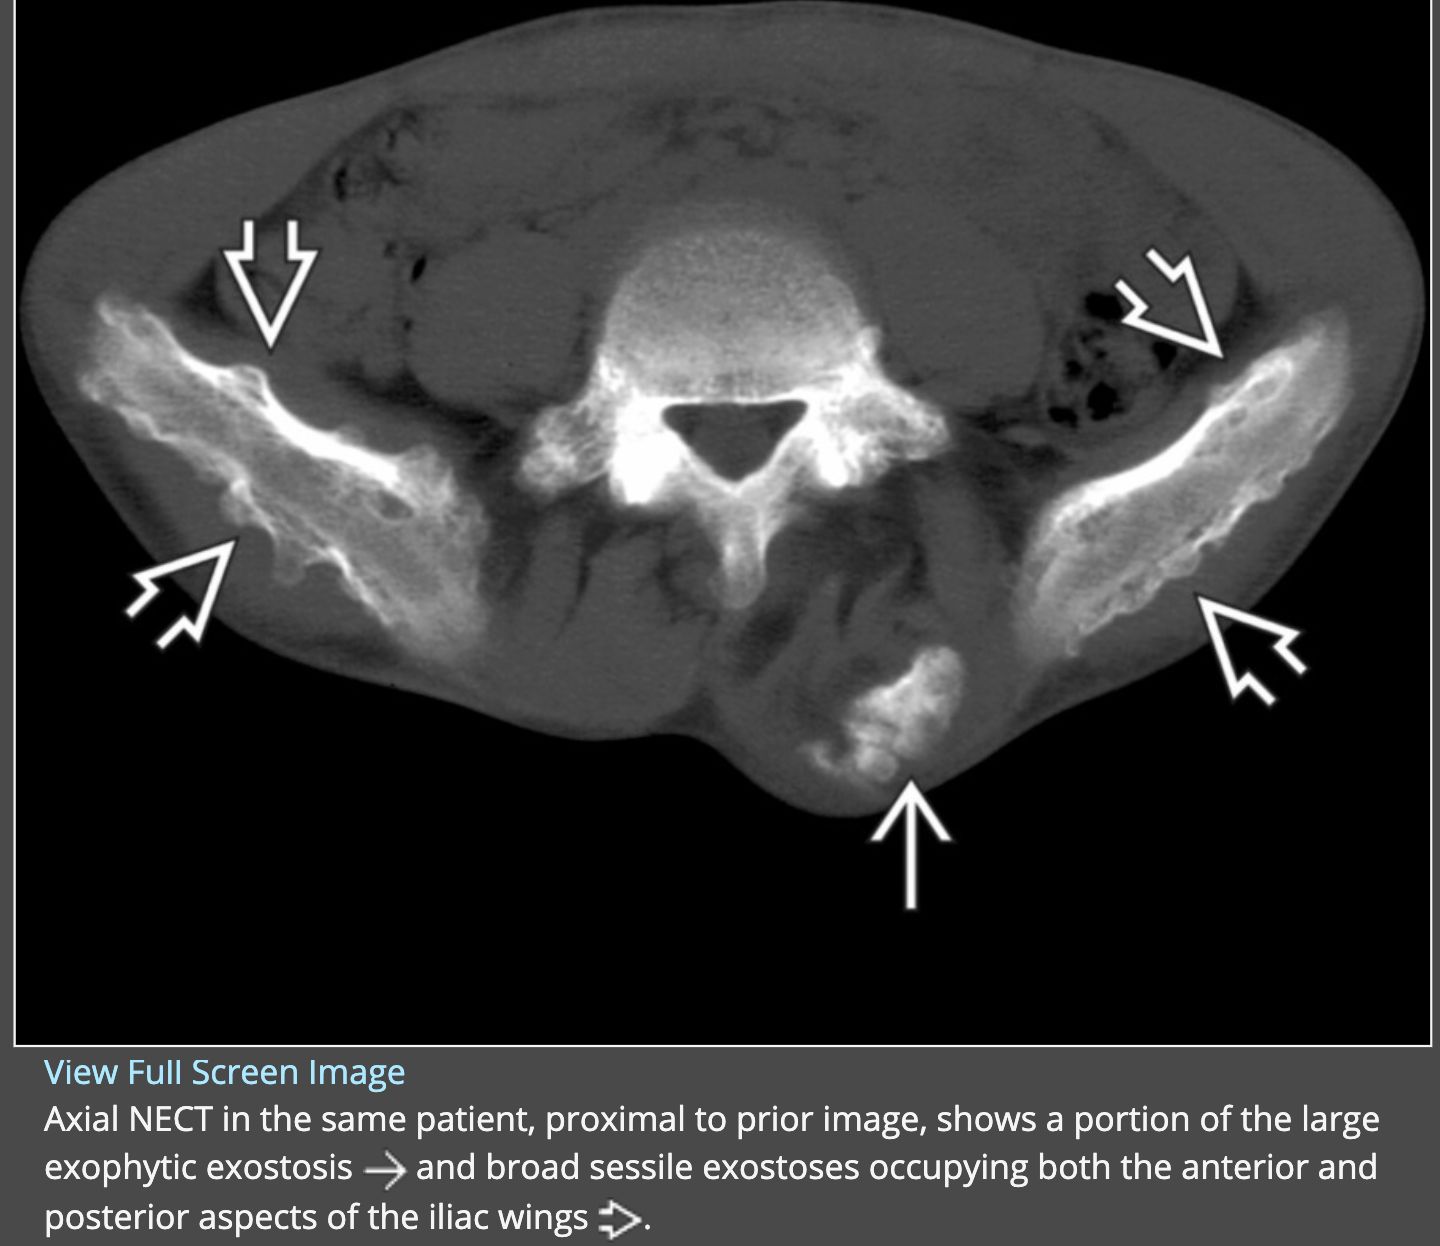 View Full Screen Image
Axial NECT in the same patient, proximal to prior image, shows a portion of the large
exophytic exostosis and broad sessile exostoses occupying both the anterior and
posterior aspects of the iliac wings .